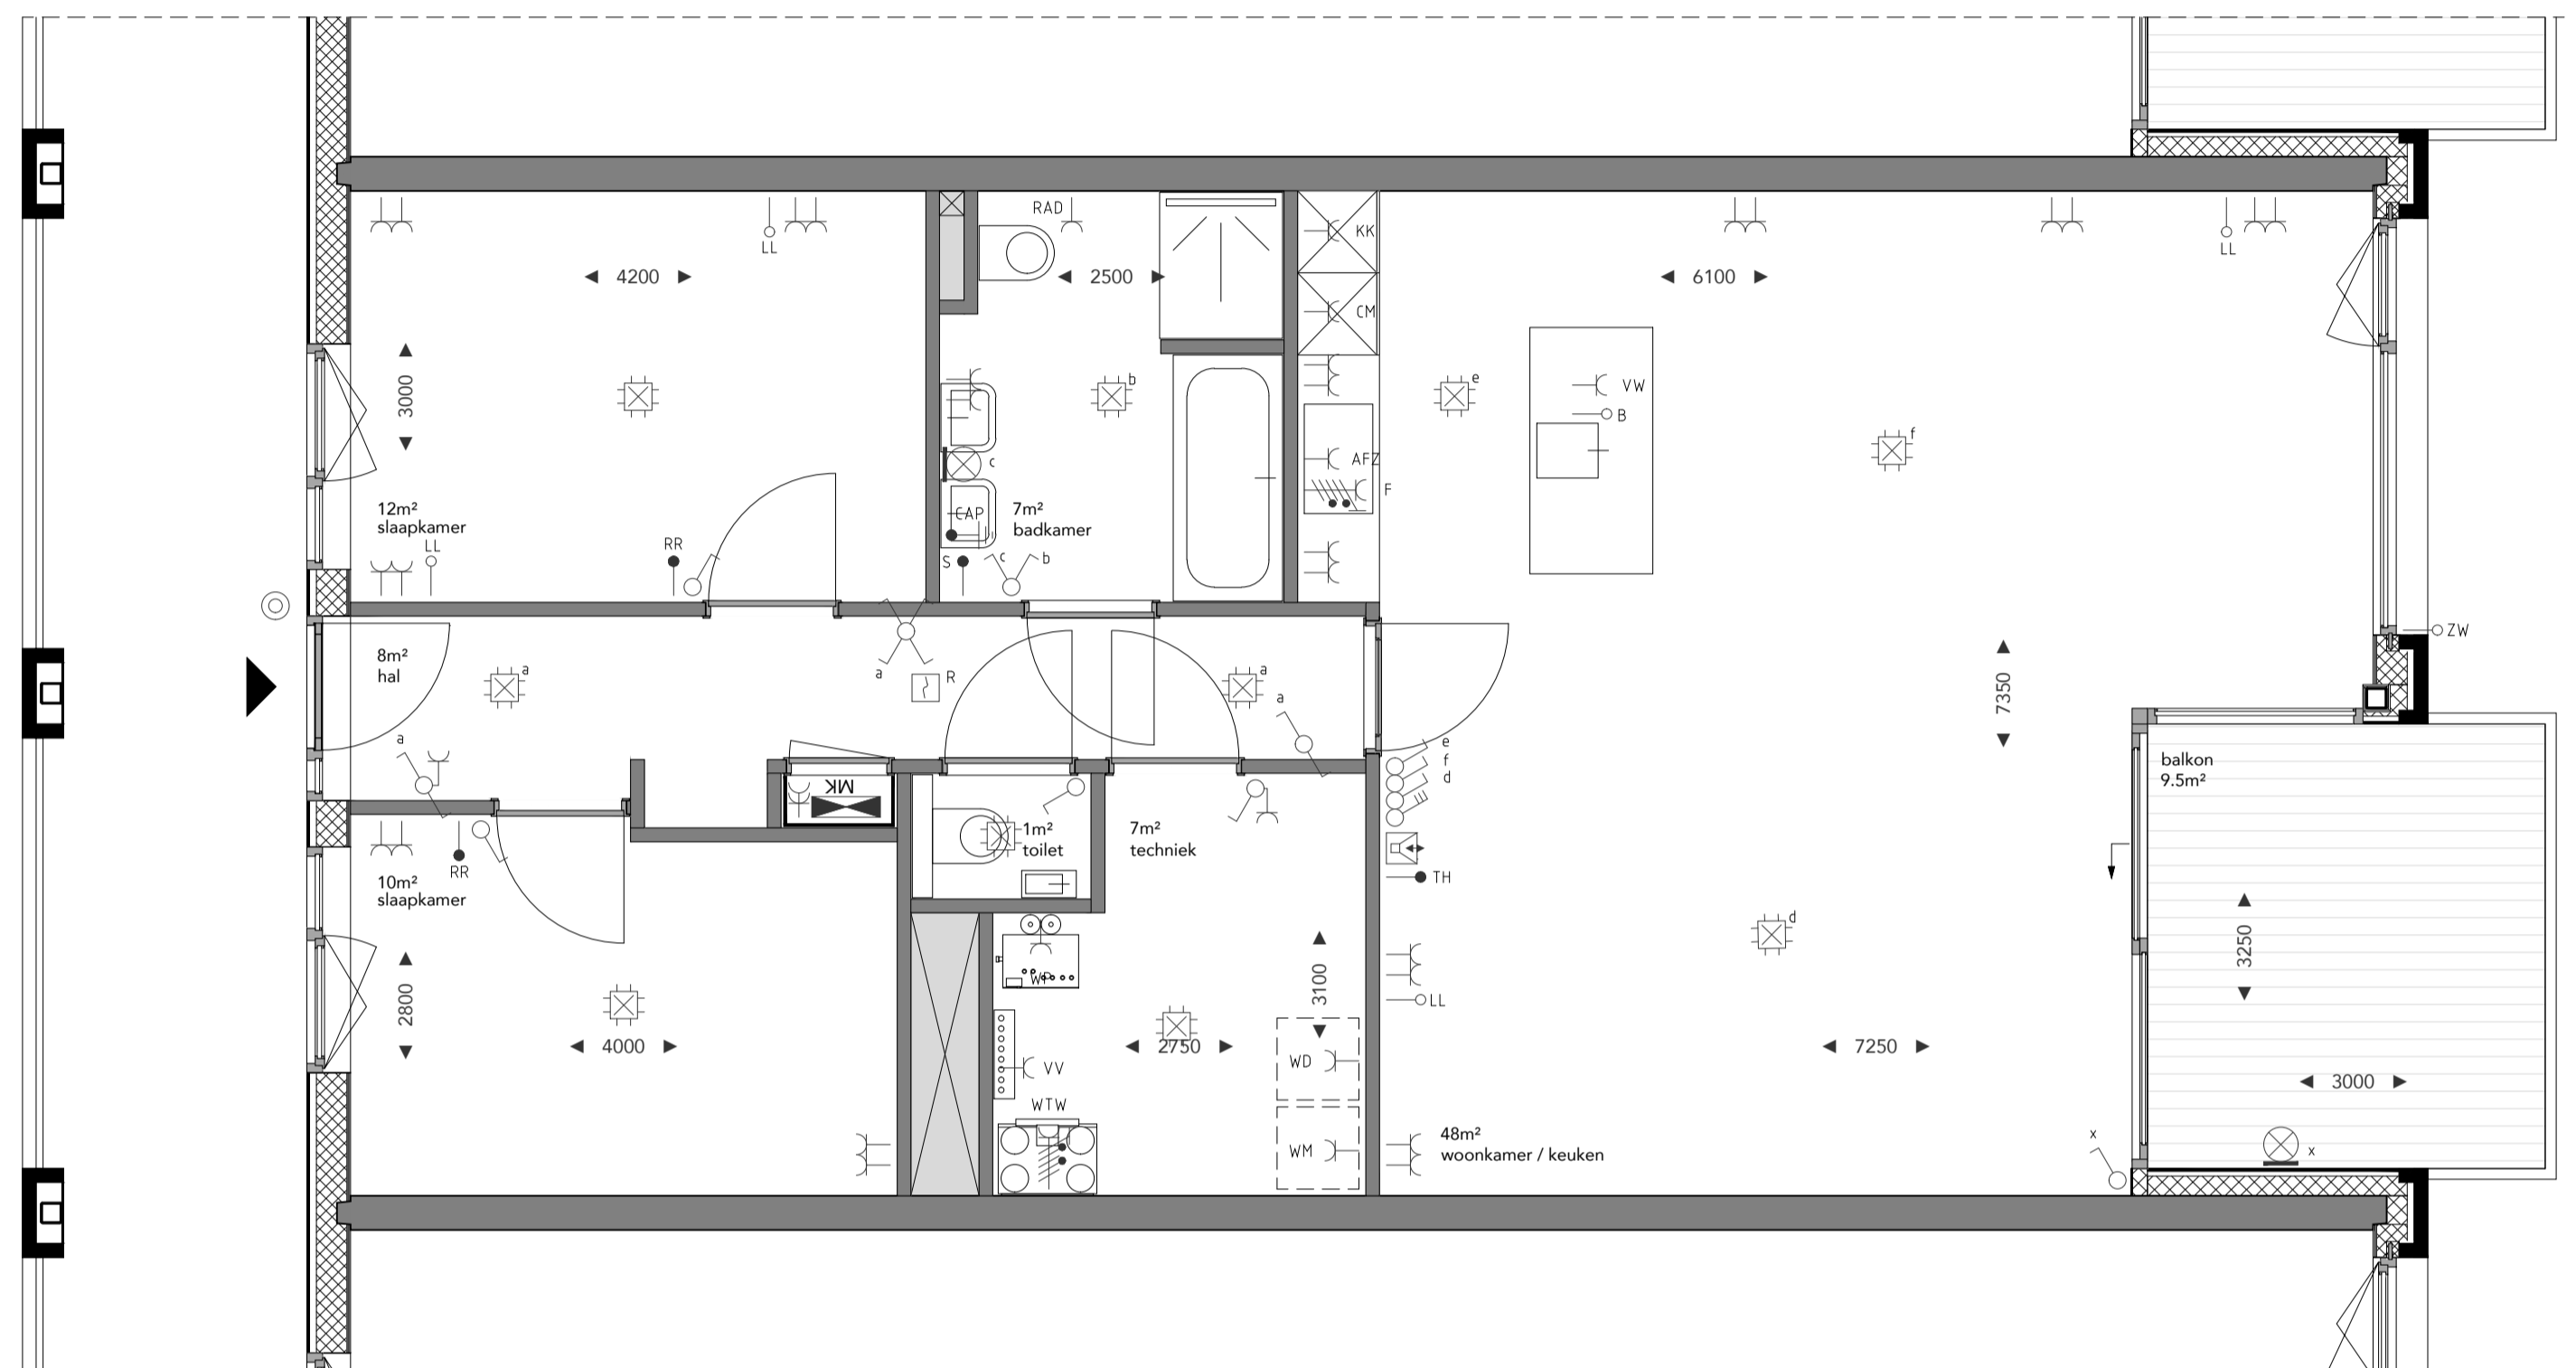 RAD
KK
LL
LL
4200
2500
6100
CM
3000
b
e
VW
B
f
c
AFZ
F
12m²
slaapkamer
CAP
7m²
badkamer
LL
RR
S
c
b
ZW
8m²
hal
a
a
R
a
a
7350
a
e
f
d
E
balkon
9.5m²
MK
1m²
toilet
7m²
techniek
RR
TH
10m²
slaapkamer
d
3250
WP
3100
LL
2800
4000
2750
7250
WD
VV
3000
WTW
WM
48m²
woonkamer / keuken
x
x